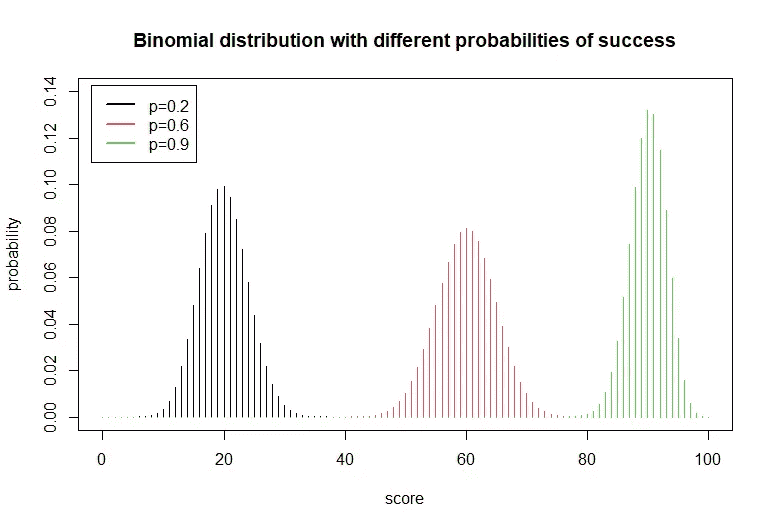 Binomial distribution with different probabilities of success
p=0.2
p=0.6
p=0.9
probability
0.14
0.12
0.10
0.08
0.06
0.04
0.02
0.00
0 20 40 60 80 100
score